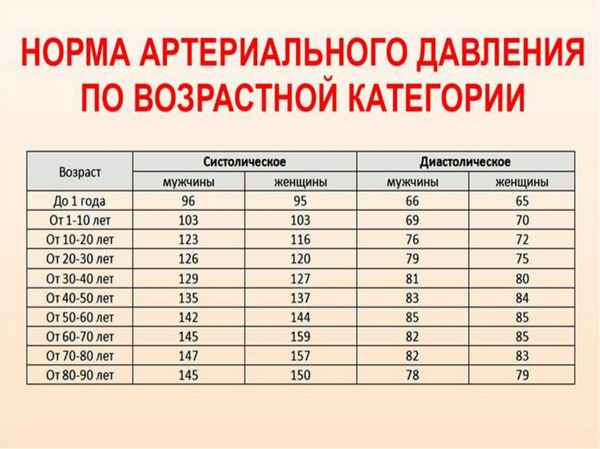 НОРМА АРТЕРИАЛЬНОГО ДАВЛЕНИЯ
ПО ВОЗРАСТНОЙ КАТЕГОРИИ
Возраст Систолическое Диастолическое
мужчины женщины мужчины женщины
До 1 года 96 95 66 65
От 1-10 лет 103 103 69 70
От 10-20 лет 123 116 76 72
От 20-30 лет 126 120 79 75
От 30-40 лет 129 127 81 80
От 40-50 лет 135 137 83 84
От 50-60 лет 142 144 85 85
От 60-70 лет 145 159 82 85
От 70-80 лет 147 157 82 83
От 80-90 лет 145 150 78 79